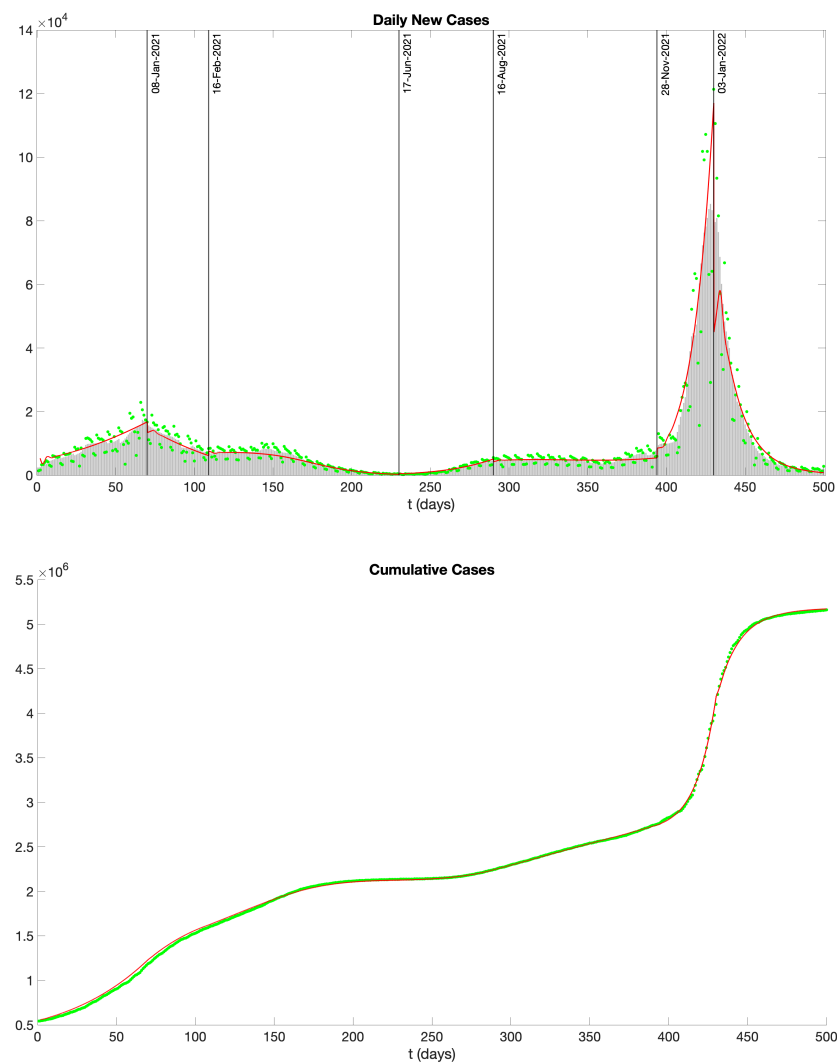 Daily New Cases
×10^4
14
12
10
8
6
4
2
0
08-Jan-2021
16-Feb-2021
17-Jun-2021
16-Aug-2021
28-Nov-2021
03-Jan-2022
0 50 100 150 200 250 300 350 400 450 500
t (days)
Cumulative Cases
×10^6
5.5
5
4.5
4
3.5
3
2.5
2
1.5
1
0.5
0 50 100 150 200 250 300 350 400 450 500
t (days)